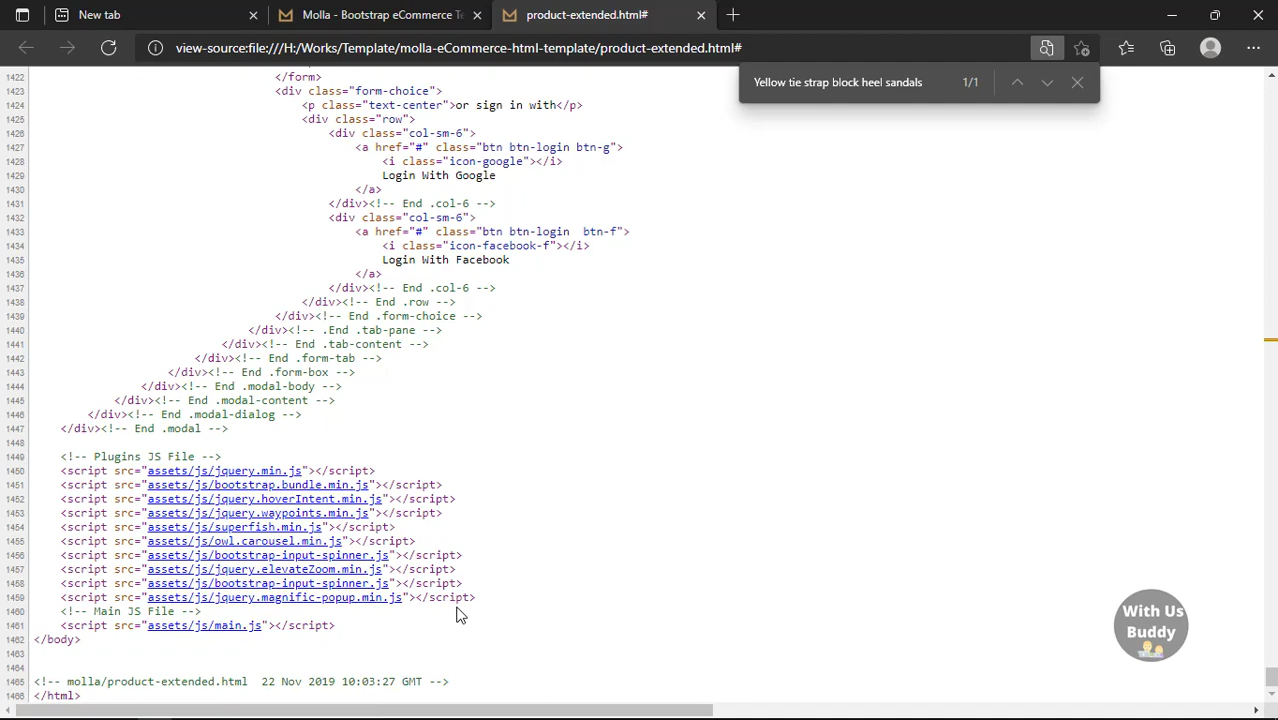 New tab
Molla - Bootstrap eCommerce Te
product-extended.html#
view-source:file:///H:/Works/Template/molla-eCommerce-html-template/product-extended.html#
Yellow tie strap block heel sandals 1/1
1422 </form>
1423 <div class="form-choice">
1424 <p class="text-center">or sign in with</p>
1425 <div class="row">
1426 <div class="col-sm-6">
1427 <a href="#" class="btn btn-login btn-g">
1428 <i class="icon-google"></i>
1429 Login With Google
1430 </a>
1431 </div><!-- End .col-6 -->
1432 <div class="col-sm-6">
1433 <a href="#" class="btn btn-login  btn-f">
1434 <i class="icon-facebook-f"></i>
1435 Login With Facebook
1436 </a>
1437 </div><!-- End .col-6 -->
1438 </div><!-- End .row -->
1439 </div><!-- End .form-choice -->
1440 </div><!-- .End .tab-pane -->
1441 </div><!-- End .tab-content -->
1442 </div><!-- End .form-tab -->
1443 </div><!-- End .form-box -->
1444 </div><!-- End .modal-body -->
1445 </div><!-- End .modal-content -->
1446 </div><!-- End .modal-dialog -->
1447 </div><!-- End .modal -->
1448
1449 <!-- Plugins JS File -->
1450 <script src="assets/js/jquery.min.js"></script>
1451 <script src="assets/js/bootstrap.bundle.min.js"></script>
1452 <script src="assets/js/jquery.hoverIntent.min.js"></script>
1453 <script src="assets/js/jquery.waypoints.min.js"></script>
1454 <script src="assets/js/superfish.min.js"></script>
1455 <script src="assets/js/owl.carousel.min.js"></script>
1456 <script src="assets/js/bootstrap-input-spinner.js"></script>
1457 <script src="assets/js/jquery.elevateZoom.min.js"></script>
1458 <script src="assets/js/bootstrap-input-spinner.js"></script>
1459 <script src="assets/js/jquery.magnific-popup.min.js"></script>
1460 <!-- Main JS File -->
1461 <script src="assets/js/main.js"></script>
1462 </body>
1463
1464
1465 <!-- molla/product-extended.html  22 Nov 2019 10:03:27 GMT -->
1466 </html>
With Us
Buddy